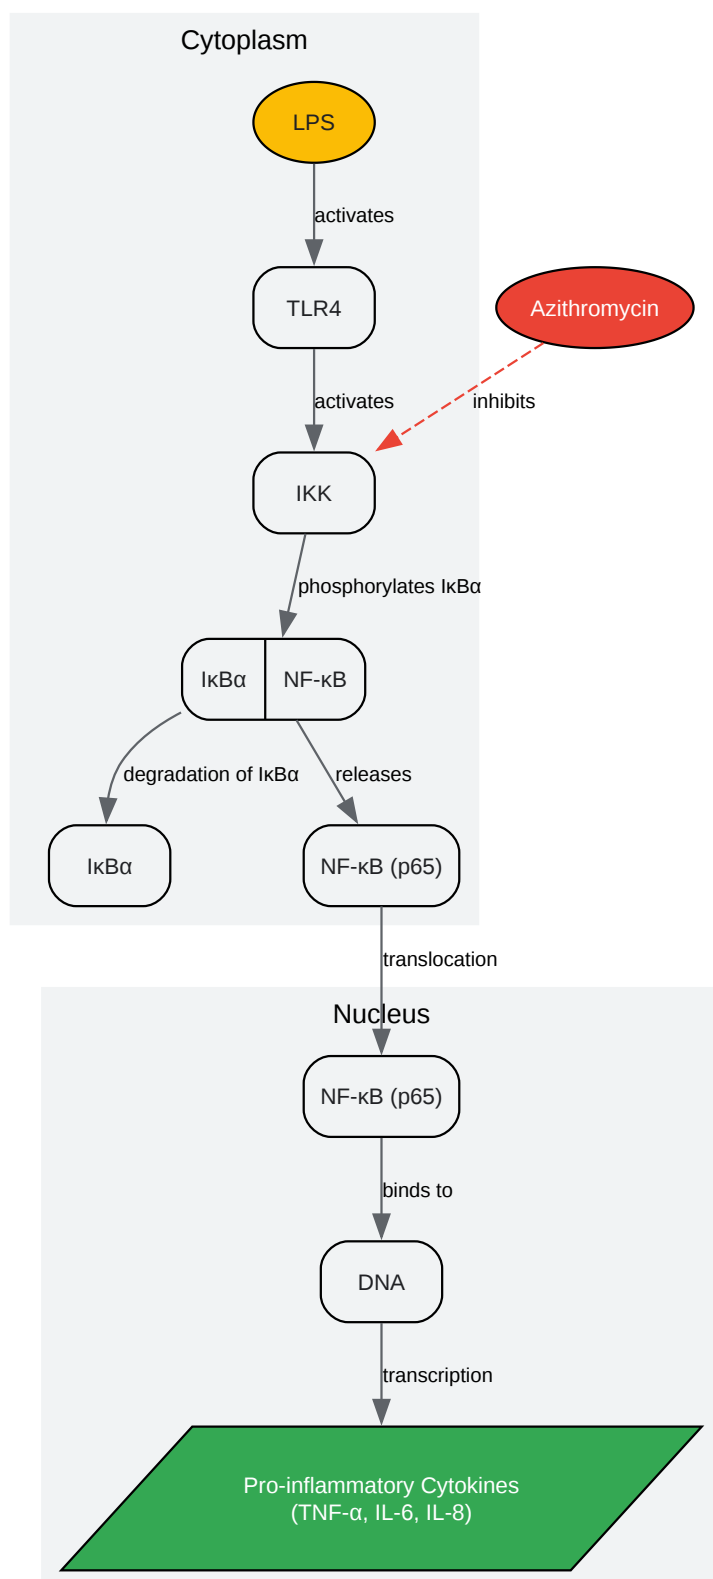 Cytoplasm
LPS
activates
TLR4
Azithromycin
activates
inhibits
IKK
phosphorylates IκBα
IκBα
NF-κB
degradation of IκBα
releases
IκBα
NF-κB (p65)
translocation
Nucleus
NF-κB (p65)
binds to
DNA
transcription
Pro-inflammatory Cytokines
(TNF-α, IL-6, IL-8)